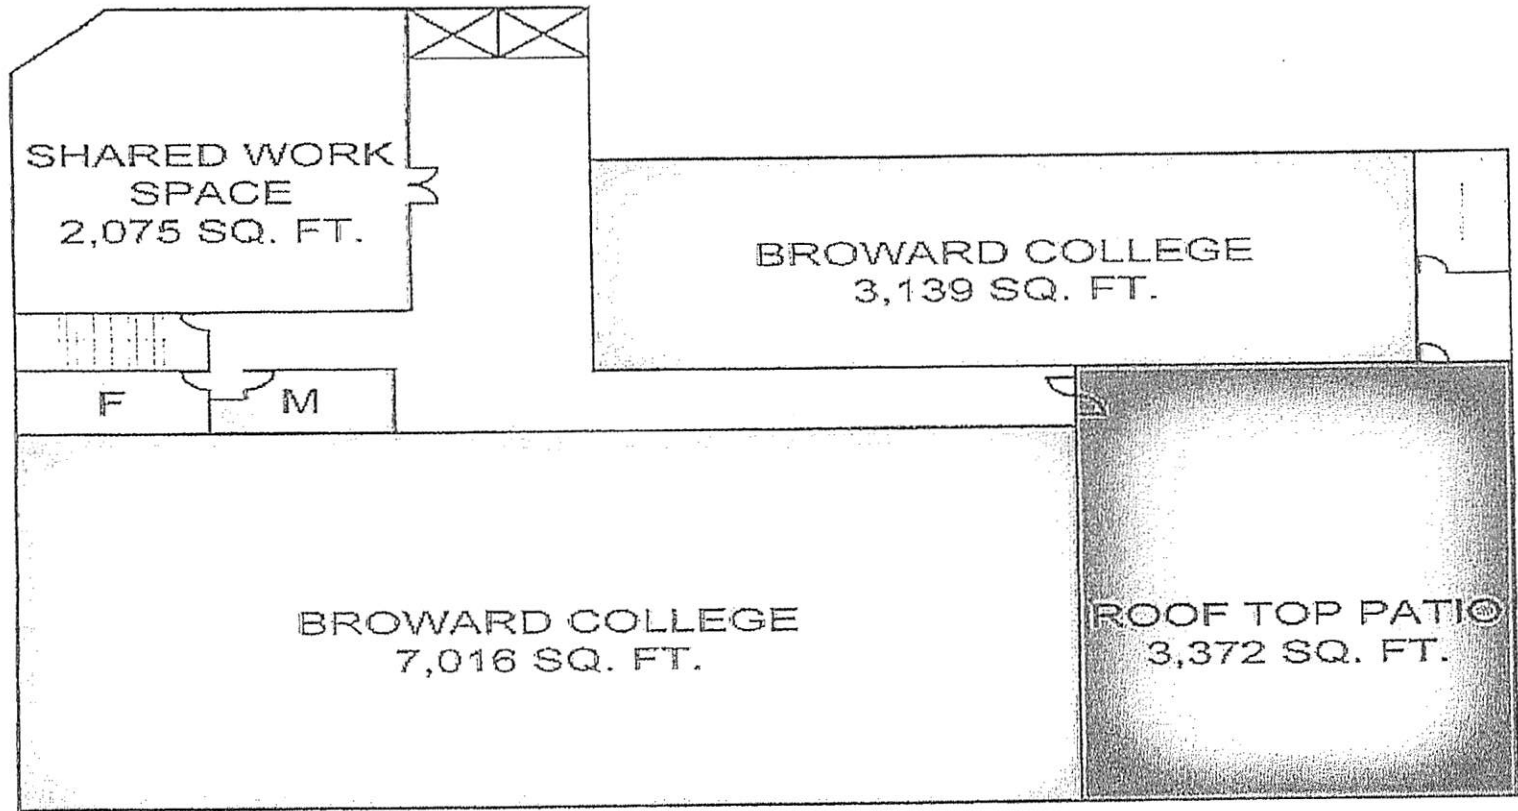 SHARED WORK
SPACE
2,075 SQ. FT.
BROWARD COLLEGE
3,139 SQ. FT.
F
M
BROWARD COLLEGE
7,016 SQ. FT.
ROOF TOP PATIO
3,372 SQ. FT.